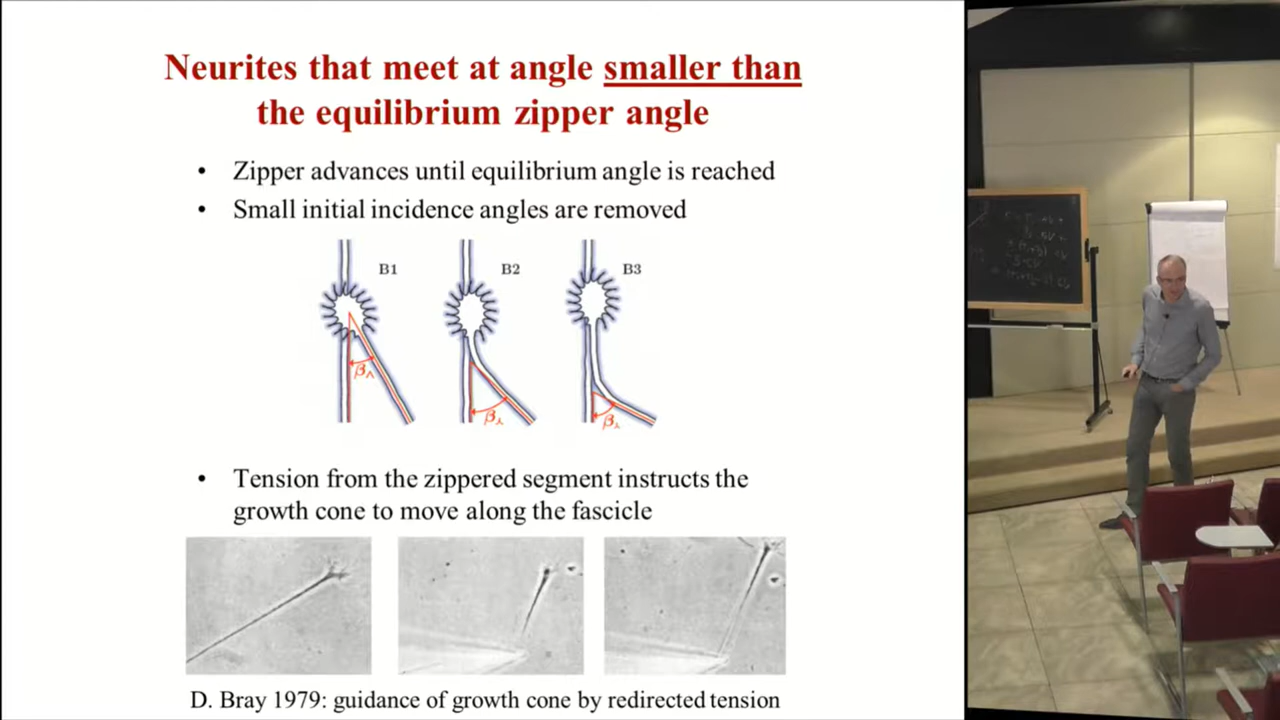 Neurites that meet at angle smaller than
the equilibrium zipper angle
• Zipper advances until equilibrium angle is reached
• Small initial incidence angles are removed
B1 B2 B3
βΛ βλ βλ
• Tension from the zippered segment instructs the
growth cone to move along the fascicle
D. Bray 1979: guidance of growth cone by redirected tension